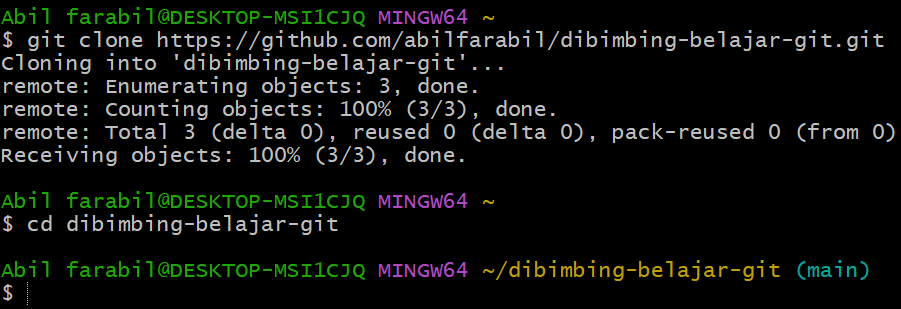 Abil farabil@DESKTOP-MSI1CJQ MINGW64 ~
$ git clone https://github.com/abilfarabil/dibimbing-belajar-git.git
Cloning into 'dibimbing-belajar-git'...
remote: Enumerating objects: 3, done.
remote: Counting objects: 100% (3/3), done.
remote: Total 3 (delta 0), reused 0 (delta 0), pack-reused 0 (from 0)
Receiving objects: 100% (3/3), done.
Abil farabil@DESKTOP-MSI1CJQ MINGW64 ~
$ cd dibimbing-belajar-git
Abil farabil@DESKTOP-MSI1CJQ MINGW64 ~/dibimbing-belajar-git (main)
$